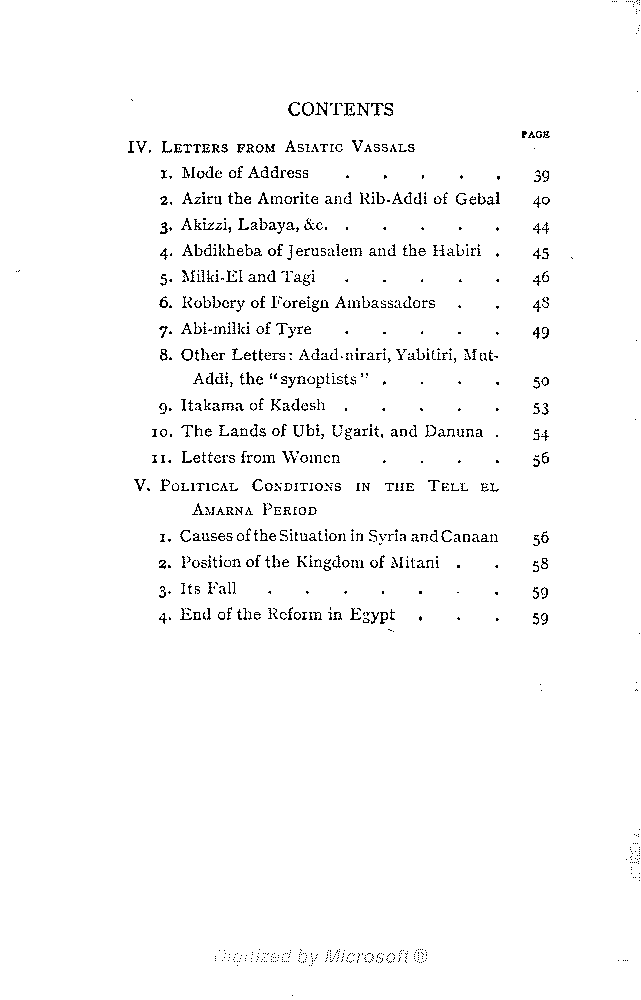 CONTENTS
PAGE
IV. LETTERS FROM ASIATIC VASSALS
1. Mode of Address . . . . . 39
2. Aziru the Amorite and Rib-Addi of Gebal 40
3. Akizzi, Labaya, &c. . . . . . 44
4. Abdikheba of Jerusalem and the Habiri . 45
5. Milki-El and Tagi . . . . . 46
6. Robbery of Foreign Ambassadors . . 48
7. Abi-milki of Tyre . . . . . 49
8. Other Letters: Adad-nirari, Yabitiri, Mut-
Addi, the "synoptists" . . . . 50
9. Itakama of Kadesh . . . . . 53
10. The Lands of Ubi, Ugarit, and Danuna . 54
11. Letters from Women . . . . 56
V. POLITICAL CONDITIONS IN THE TELL EL
AMARNA PERIOD
1. Causes of the Situation in Syria and Canaan 56
2. Position of the Kingdom of Mitani . . 58
3. Its Fall . . . . . . . 59
4. End of the Reform in Egypt . . . 59
Digitized by Microsoft ®